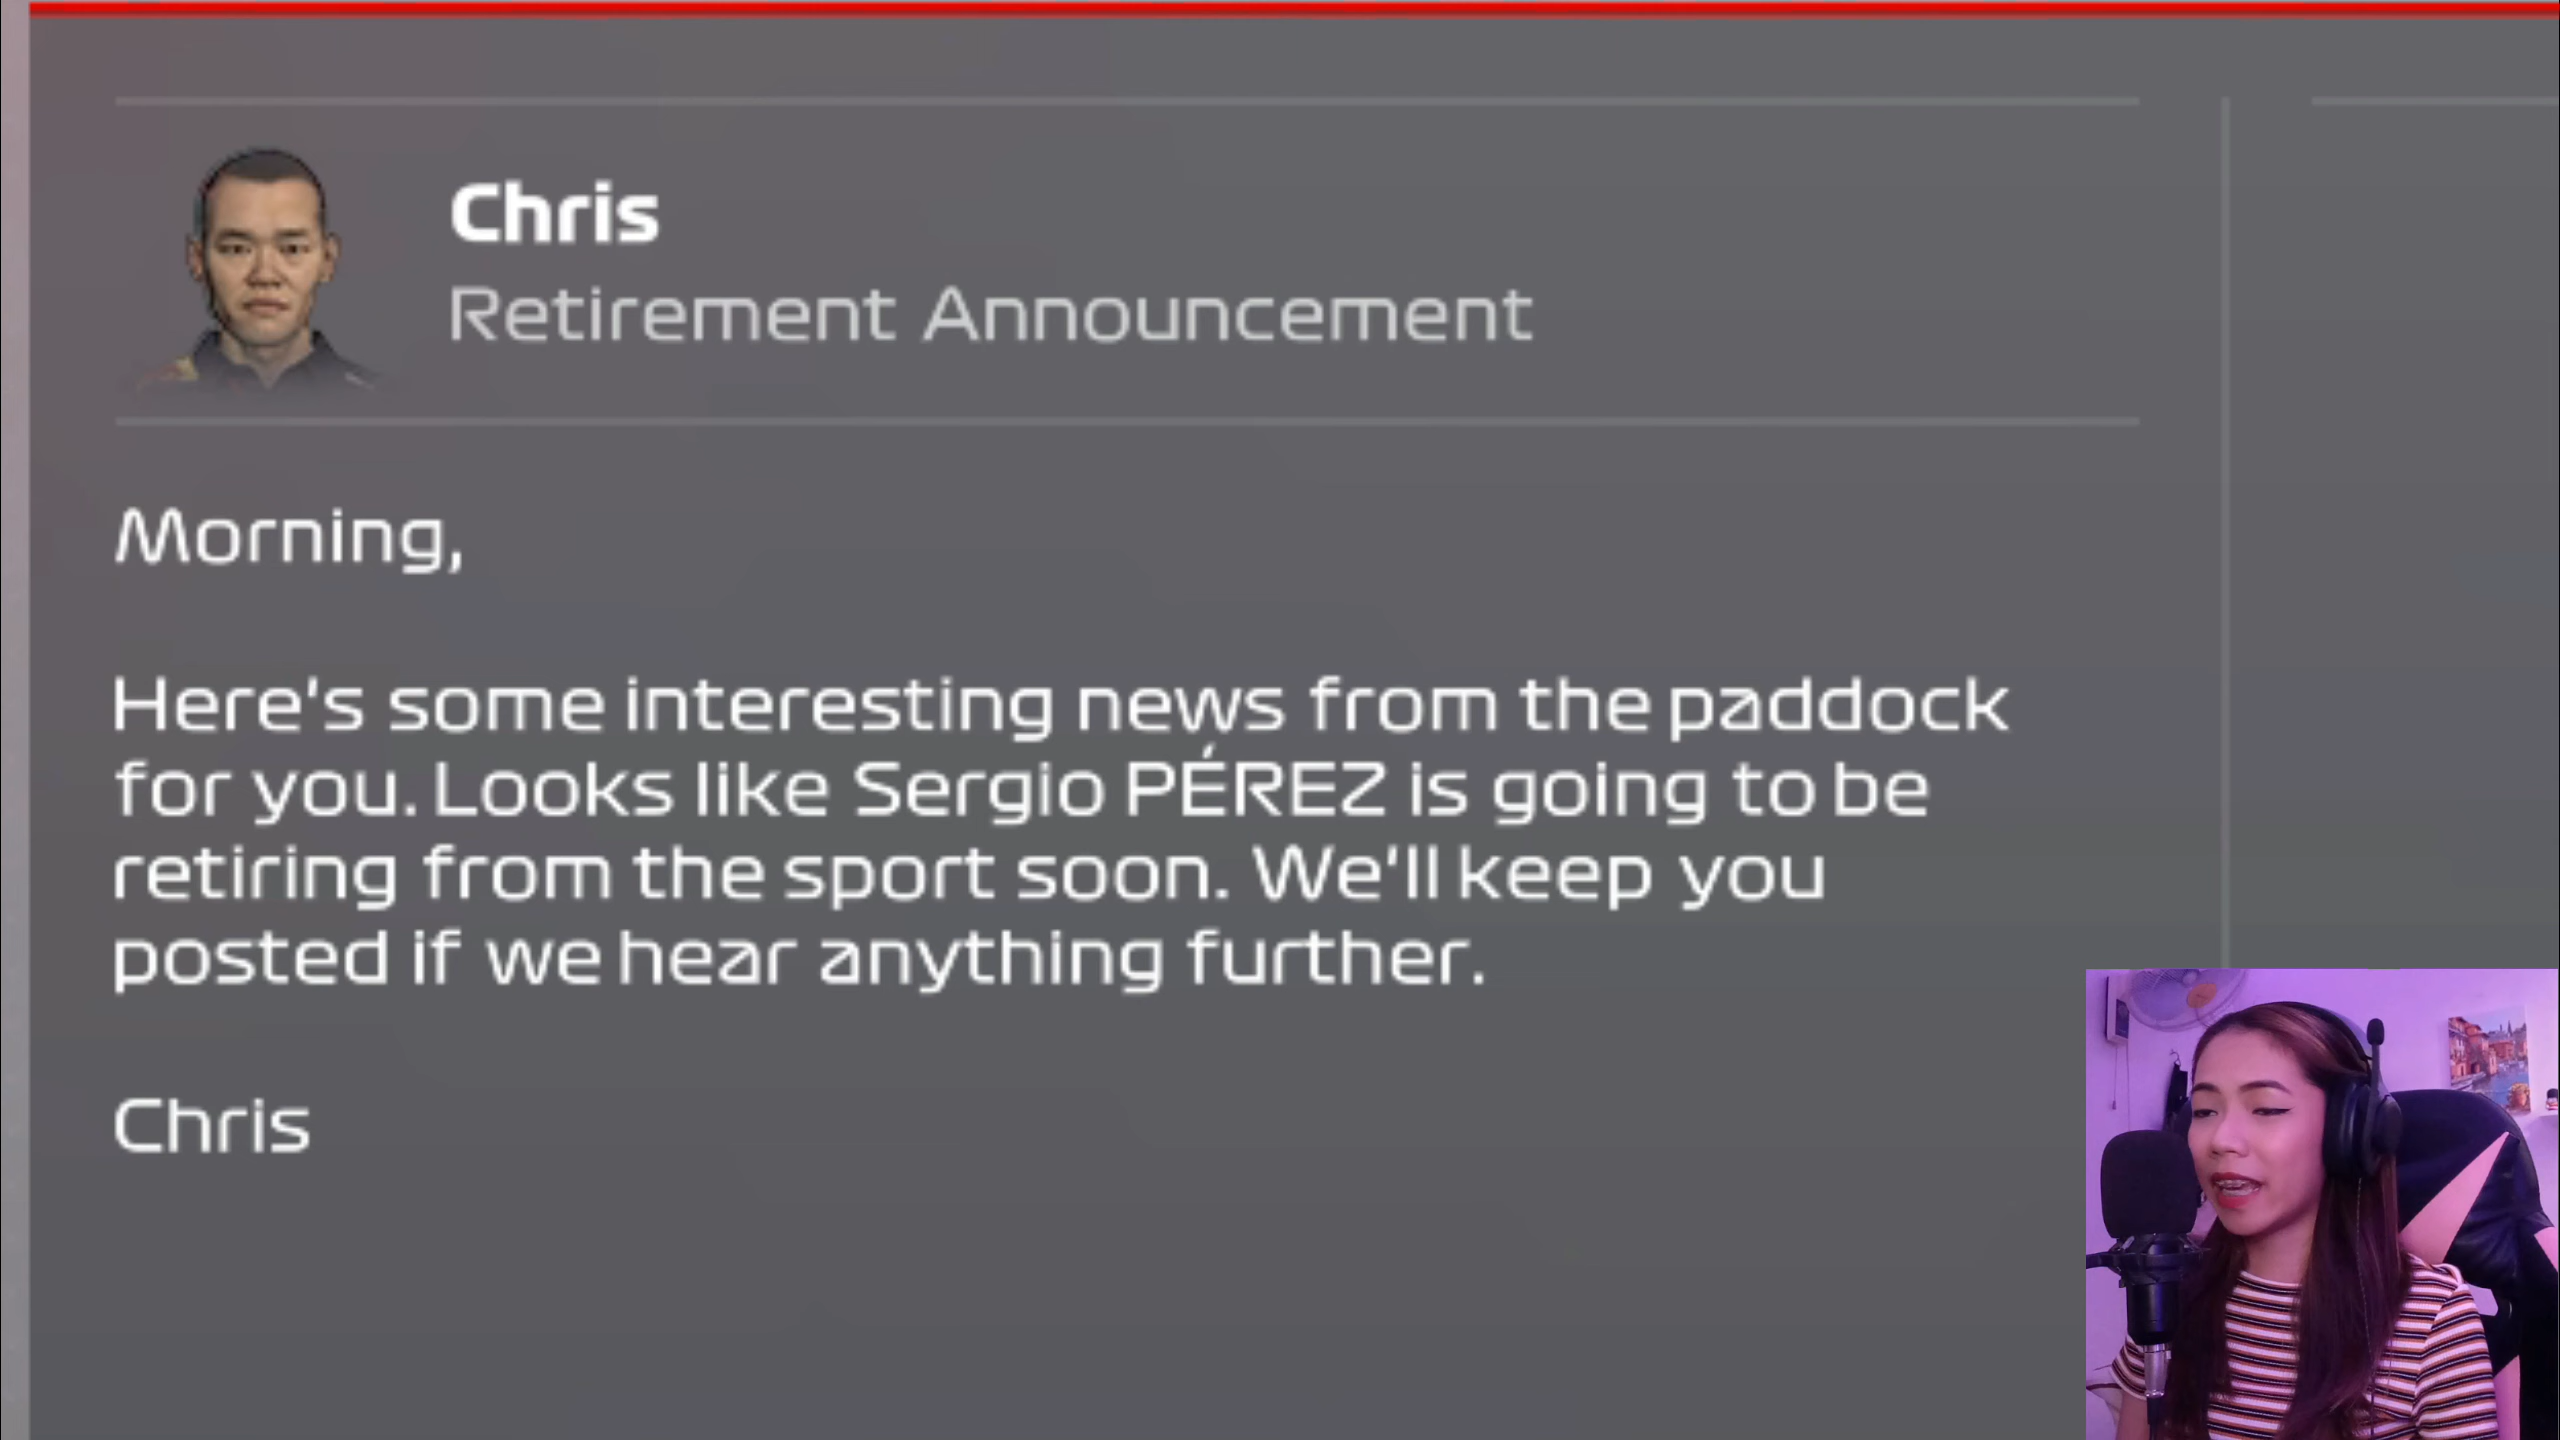 Chris
Retirement Announcement
Morning,
Here's some interesting news from the paddock
for you. Looks like Sergio PÉREZ is going to be
retiring from the sport soon. We'll keep you
posted if we hear anything further.
Chris